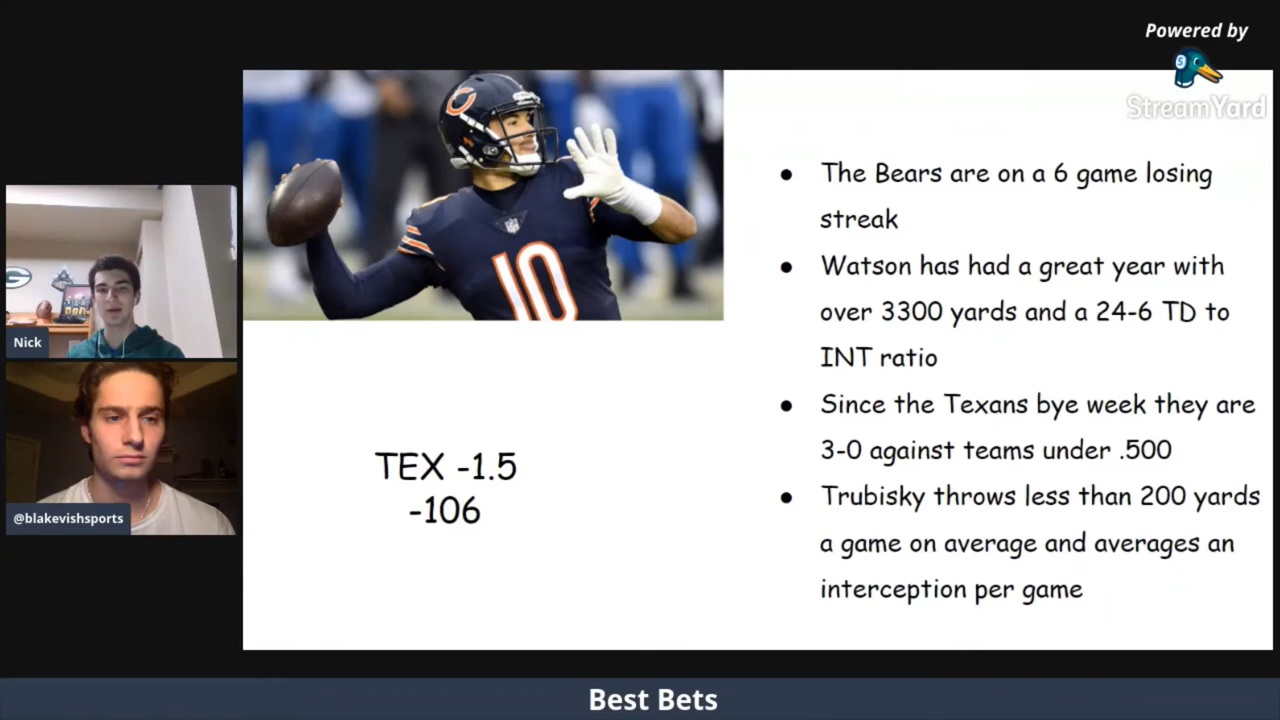 Powered by
StreamYard
10
The Bears are on a 6 game losing
streak
Watson has had a great year with
over 3300 yards and a 24-6 TD to
INT ratio
Since the Texans bye week they are
3-0 against teams under .500
Trubisky throws less than 200 yards
a game on average and averages an
interception per game
TEX -1.5
-106
Nick
@blakevishsports
Best Bets